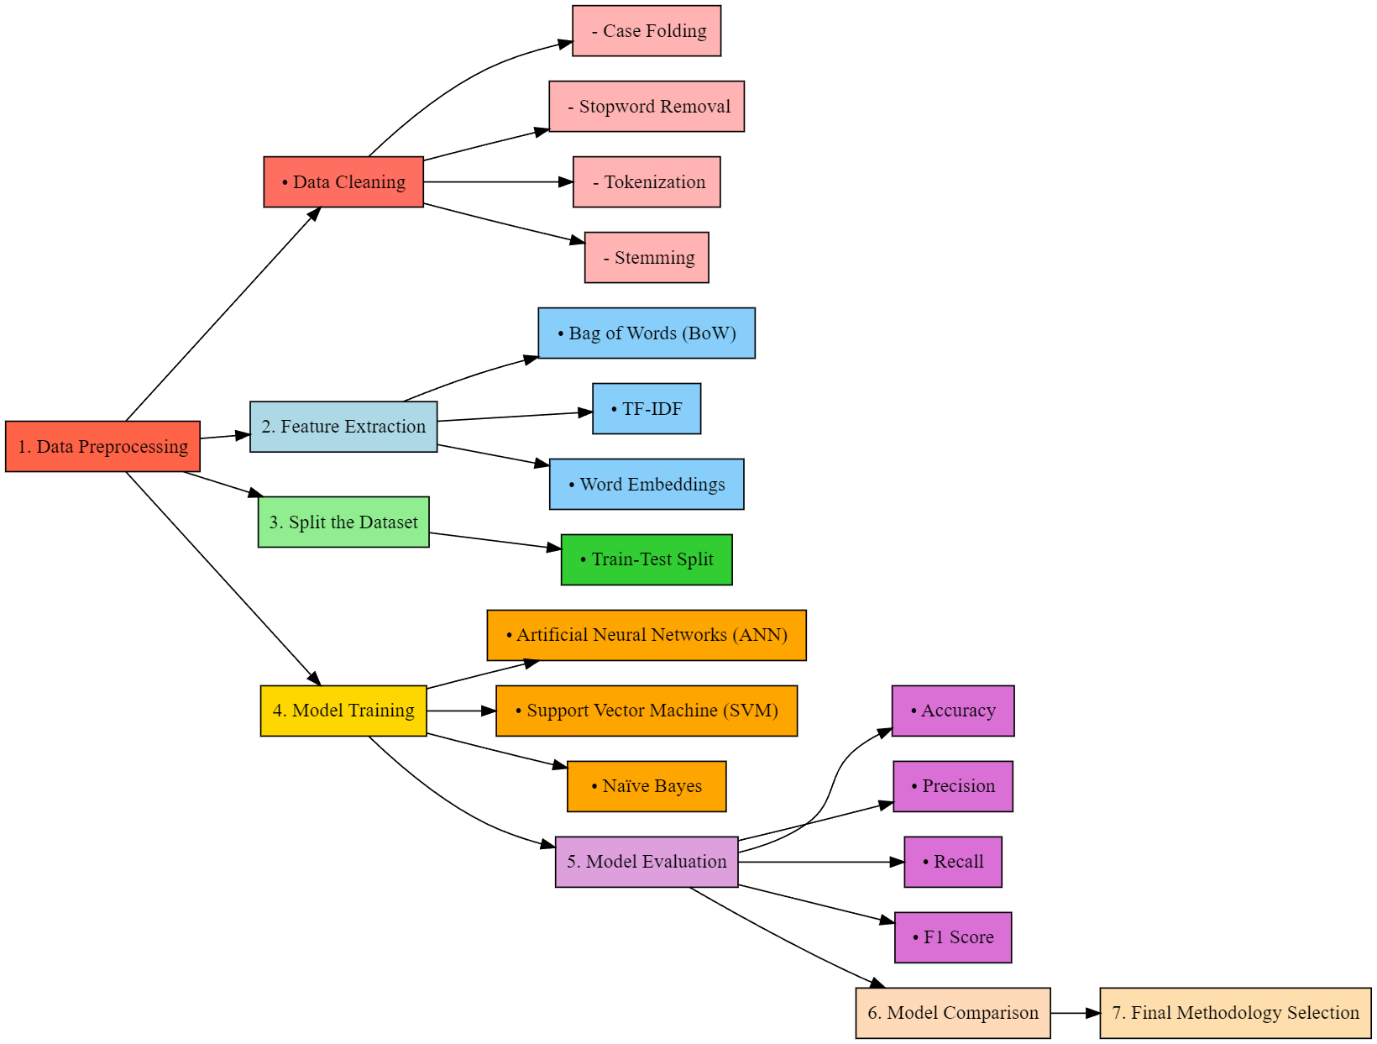 - Case Folding
- Stopword Removal
• Data Cleaning
- Tokenization
- Stemming
• Bag of Words (BoW)
• TF-IDF
2. Feature Extraction
1. Data Preprocessing
• Word Embeddings
3. Split the Dataset
• Train-Test Split
• Artificial Neural Networks (ANN)
4. Model Training
• Support Vector Machine (SVM)
• Accuracy
• Naïve Bayes
• Precision
5. Model Evaluation
• Recall
• F1 Score
6. Model Comparison
7. Final Methodology Selection